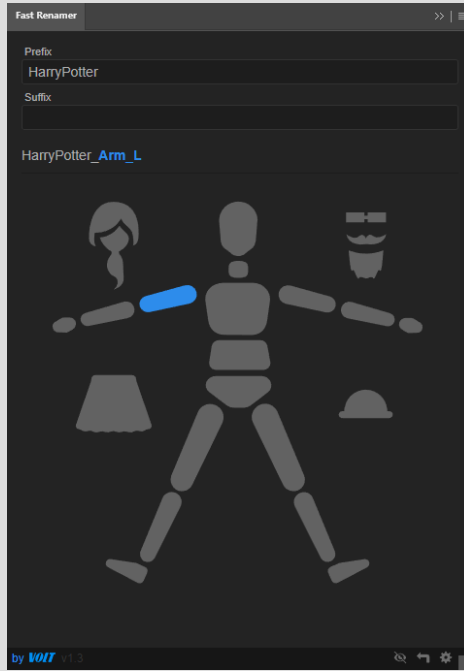 Fast Renamer
Prefix
HarryPotter
Suffix
HarryPotter_Arm_L
by VOIT v1.3